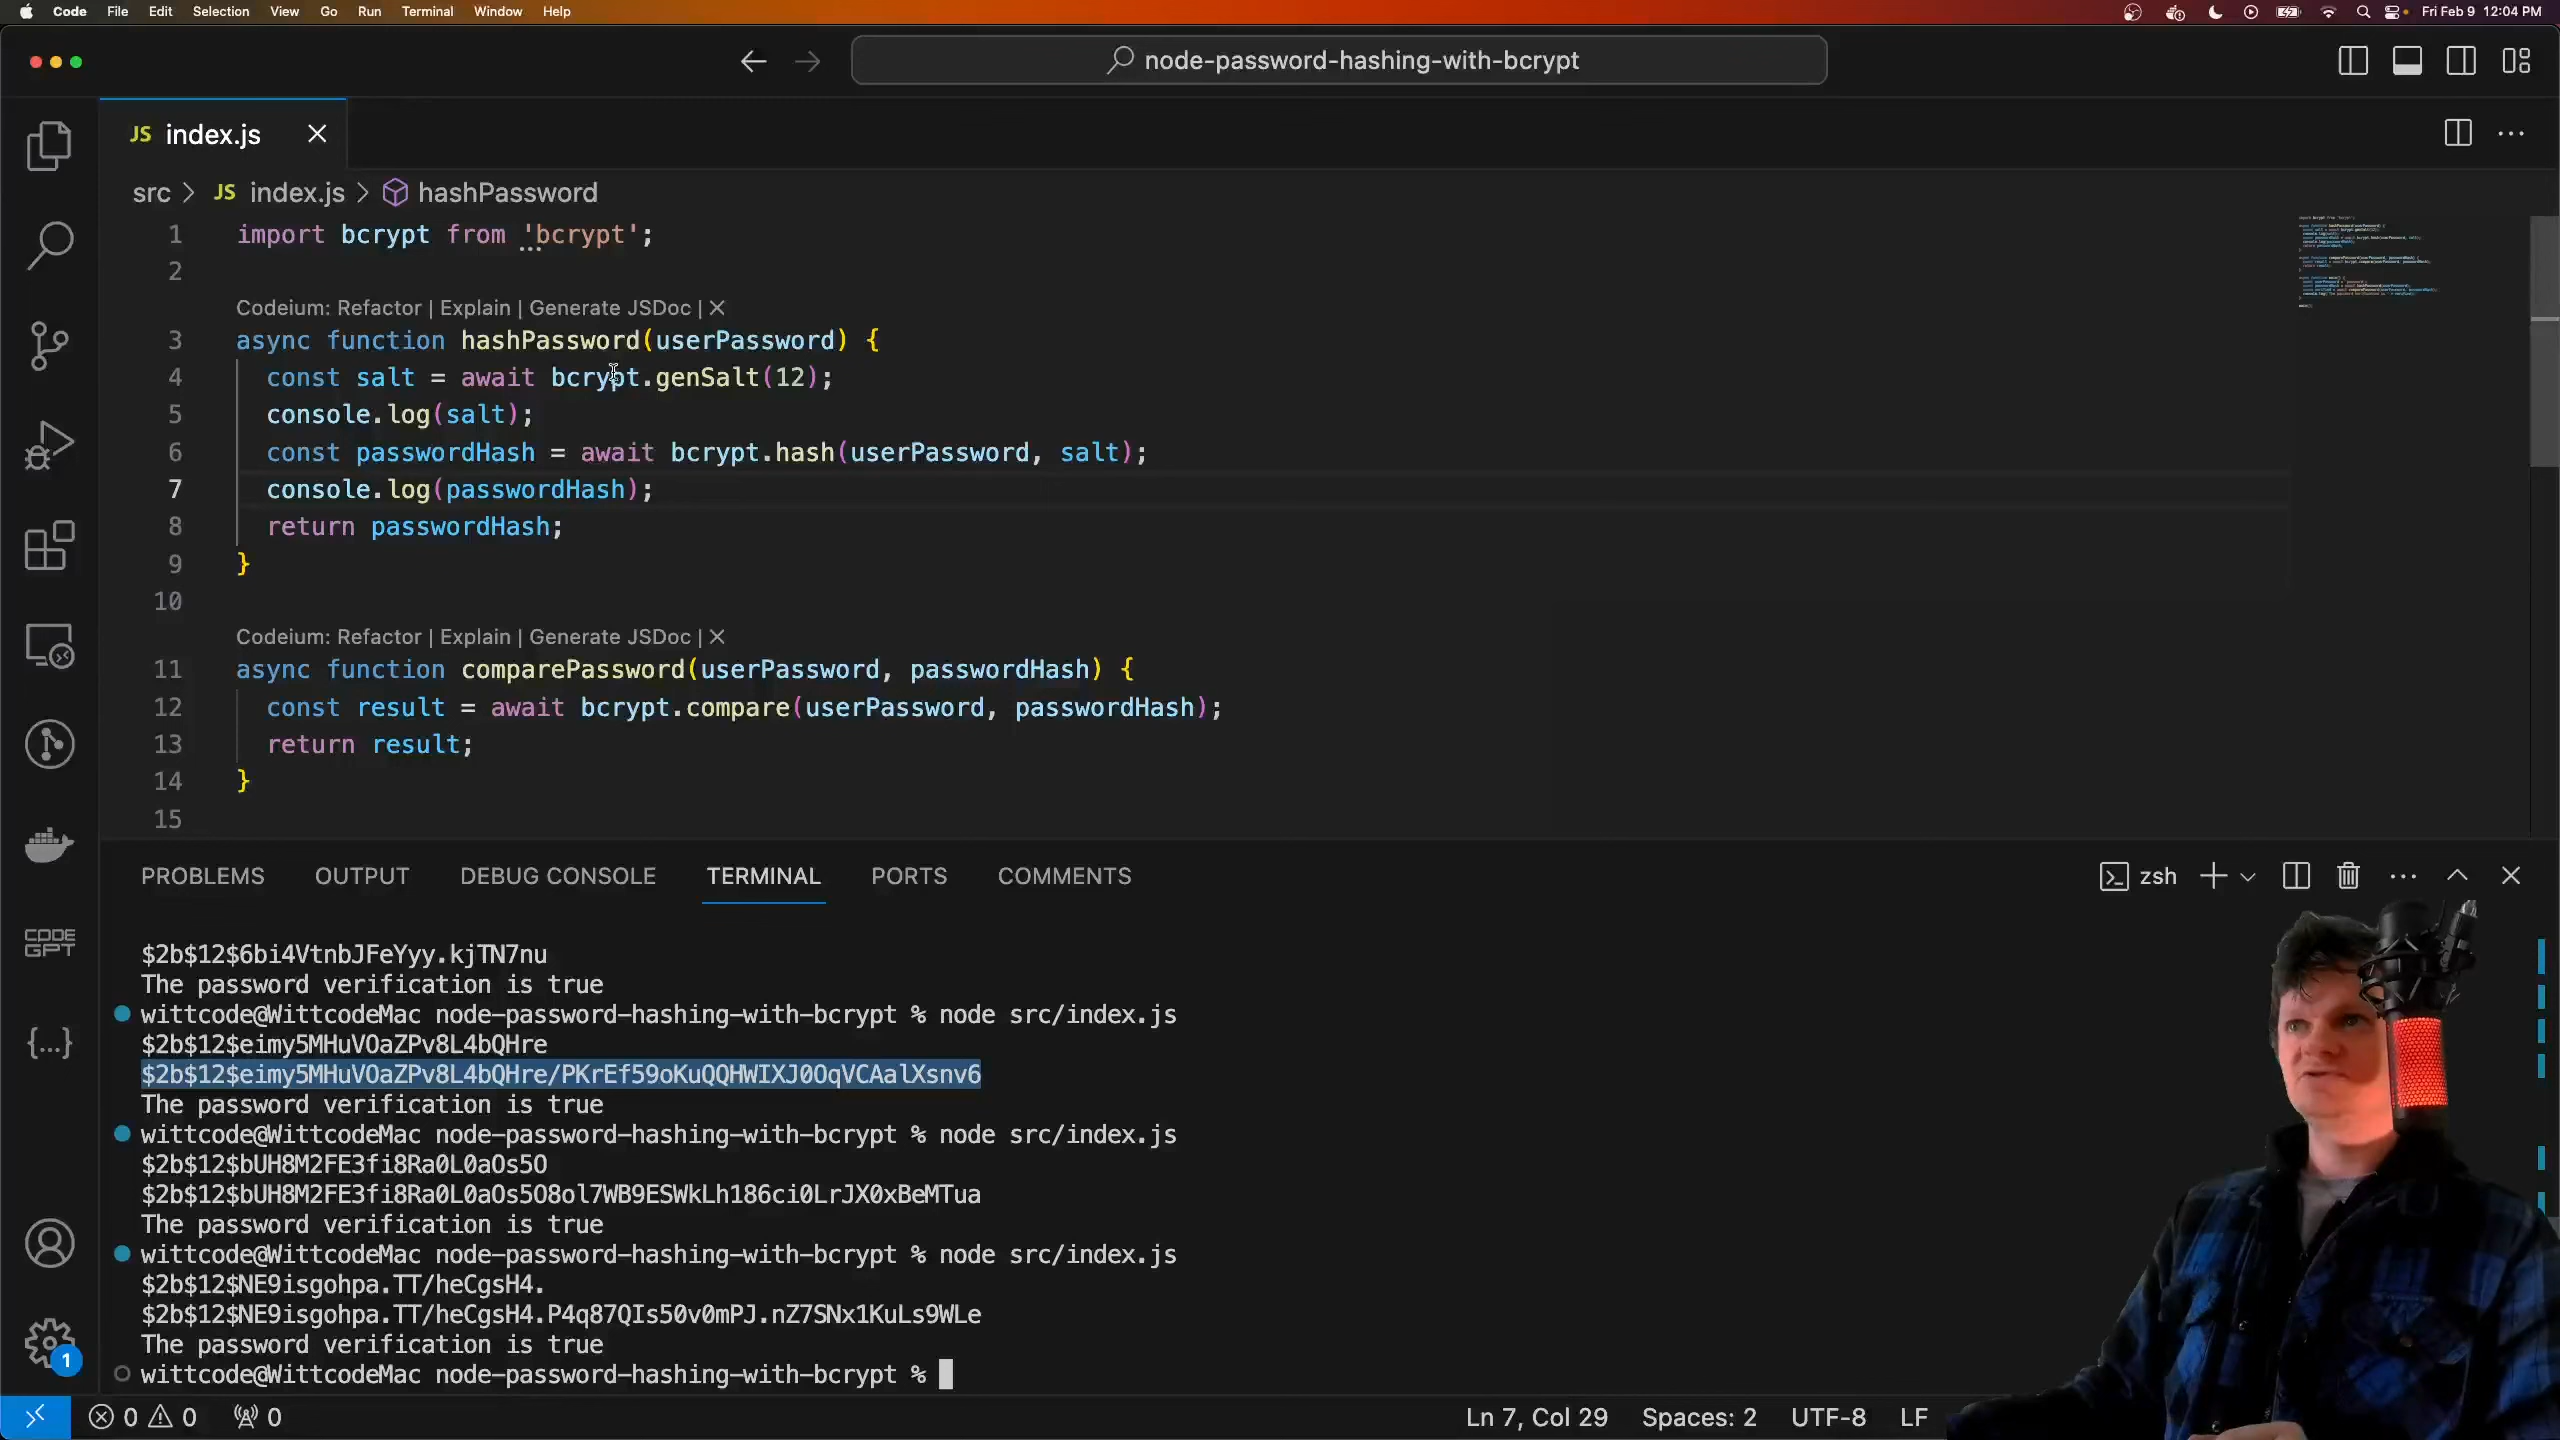 Code File Edit Selection View Go Run Terminal Window Help Fri Feb 9 12:04 PM
node-password-hashing-with-bcrypt
JS index.js
src > JS index.js > hashPassword
1 import bcrypt from 'bcrypt';
2
Codeium: Refactor | Explain | Generate JSDoc | ×
3 async function hashPassword(userPassword) {
4 const salt = await bcrypt.genSalt(12);
5 console.log(salt);
6 const passwordHash = await bcrypt.hash(userPassword, salt);
7 console.log(passwordHash);
8 return passwordHash;
9 }
10
Codeium: Refactor | Explain | Generate JSDoc | ×
11 async function comparePassword(userPassword, passwordHash) {
12 const result = await bcrypt.compare(userPassword, passwordHash);
13 return result;
14 }
15
PROBLEMS OUTPUT DEBUG CONSOLE TERMINAL PORTS COMMENTS zsh
$2b$12$6bi4VtnbJFeYyy.kjTN7nu
The password verification is true
wittcode@WittcodeMac node-password-hashing-with-bcrypt % node src/index.js
$2b$12$eimy5MHuVOaZPv8L4bQHre
$2b$12$eimy5MHuVOaZPv8L4bQHre/PKrEf59oKuQQHWIXJ0OqVCAalXsnv6
The password verification is true
wittcode@WittcodeMac node-password-hashing-with-bcrypt % node src/index.js
$2b$12$bUH8M2FE3fi8Ra0L0aOs5O
$2b$12$bUH8M2FE3fi8Ra0L0aOs5O8ol7WB9ESWkLh186ci0LrJX0xBeMTua
The password verification is true
wittcode@WittcodeMac node-password-hashing-with-bcrypt % node src/index.js
$2b$12$NE9isgohpa.TT/heCgsH4.
$2b$12$NE9isgohpa.TT/heCgsH4.P4q87QIs50v0mPJ.nZ7SNx1KuLs9WLe
The password verification is true
wittcode@WittcodeMac node-password-hashing-with-bcrypt %
CODE
GPT
{...}
1
0 0 0 Ln 7, Col 29 Spaces: 2 UTF-8 LF